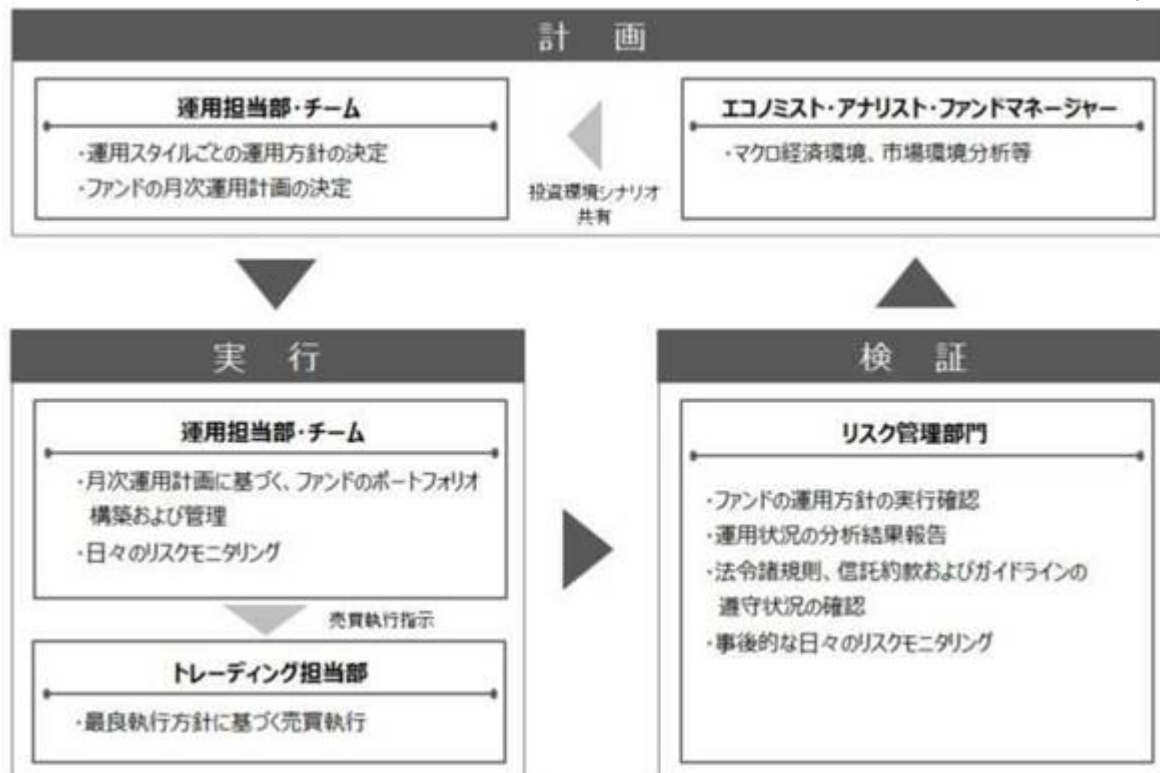 計 画
運用担当部・チーム
・運用スタイルごとの運用方針の決定
・ファンドの月次運用計画の決定
投資環境シナリオ
共有
エコノミスト・アナリスト・ファンドマネージャー
・マクロ経済環境、市場環境分析等
実 行
運用担当部・チーム
・月次運用計画に基づく、ファンドのポートフォリオ
構築および管理
・日々のリスクモニタリング
売買執行指示
トレーディング担当部
・最良執行方針に基づく売買執行
検 証
リスク管理部門
・ファンドの運用方針の実行確認
・運用状況の分析結果報告
・法令諸規則、信託約款およびガイドラインの
遵守状況の確認
・事後的な日々のリスクモニタリング